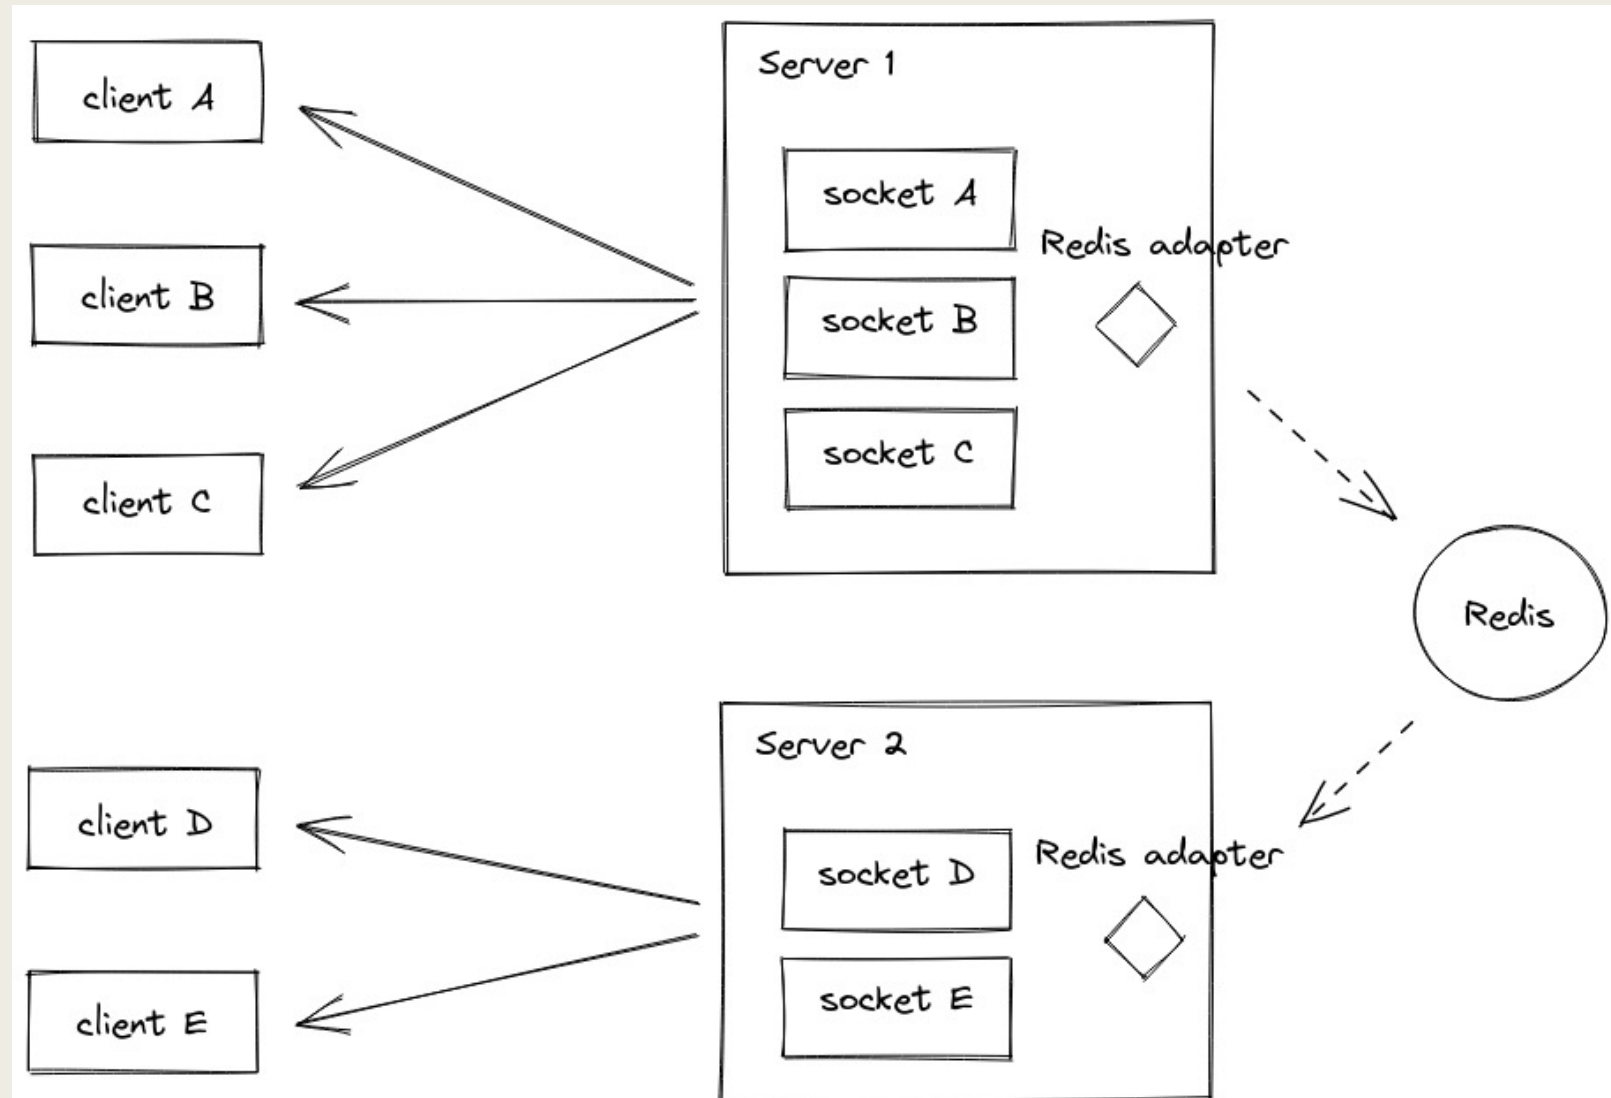 client A
client B
client C
Server 1
socket A
Redis adapter
socket B
socket C
Redis
client D
client E
Server 2
socket D
Redis adapter
socket E